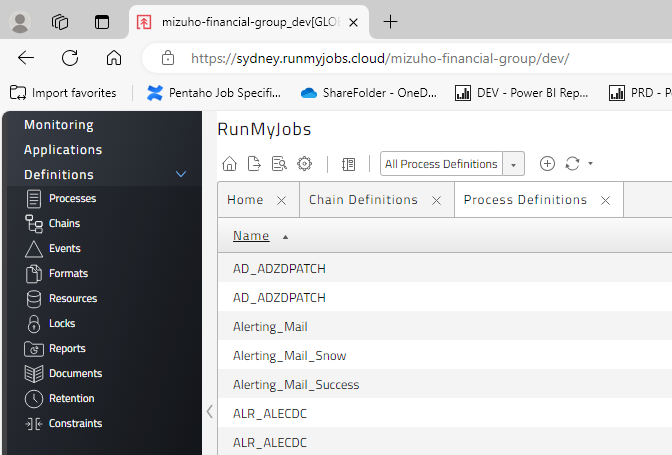 mizuho-financial-group_dev[GLO
https://sydney.runmyjobs.cloud/mizuho-financial-group/dev/
Import favorites
Pentaho Job Specifi...
ShareFolder - OneD...
DEV - Power BI Rep...
PRD - P
Monitoring
Applications
Definitions
Processes
Chains
Events
Formats
Resources
Locks
Reports
Documents
Retention
Constraints
RunMyJobs
All Process Definitions
Home
Chain Definitions
Process Definitions
Name
AD_ADZDPATCH
AD_ADZDPATCH
Alerting_Mail
Alerting_Mail_Snow
Alerting_Mail_Success
ALR_ALECDC
ALR_ALECDC